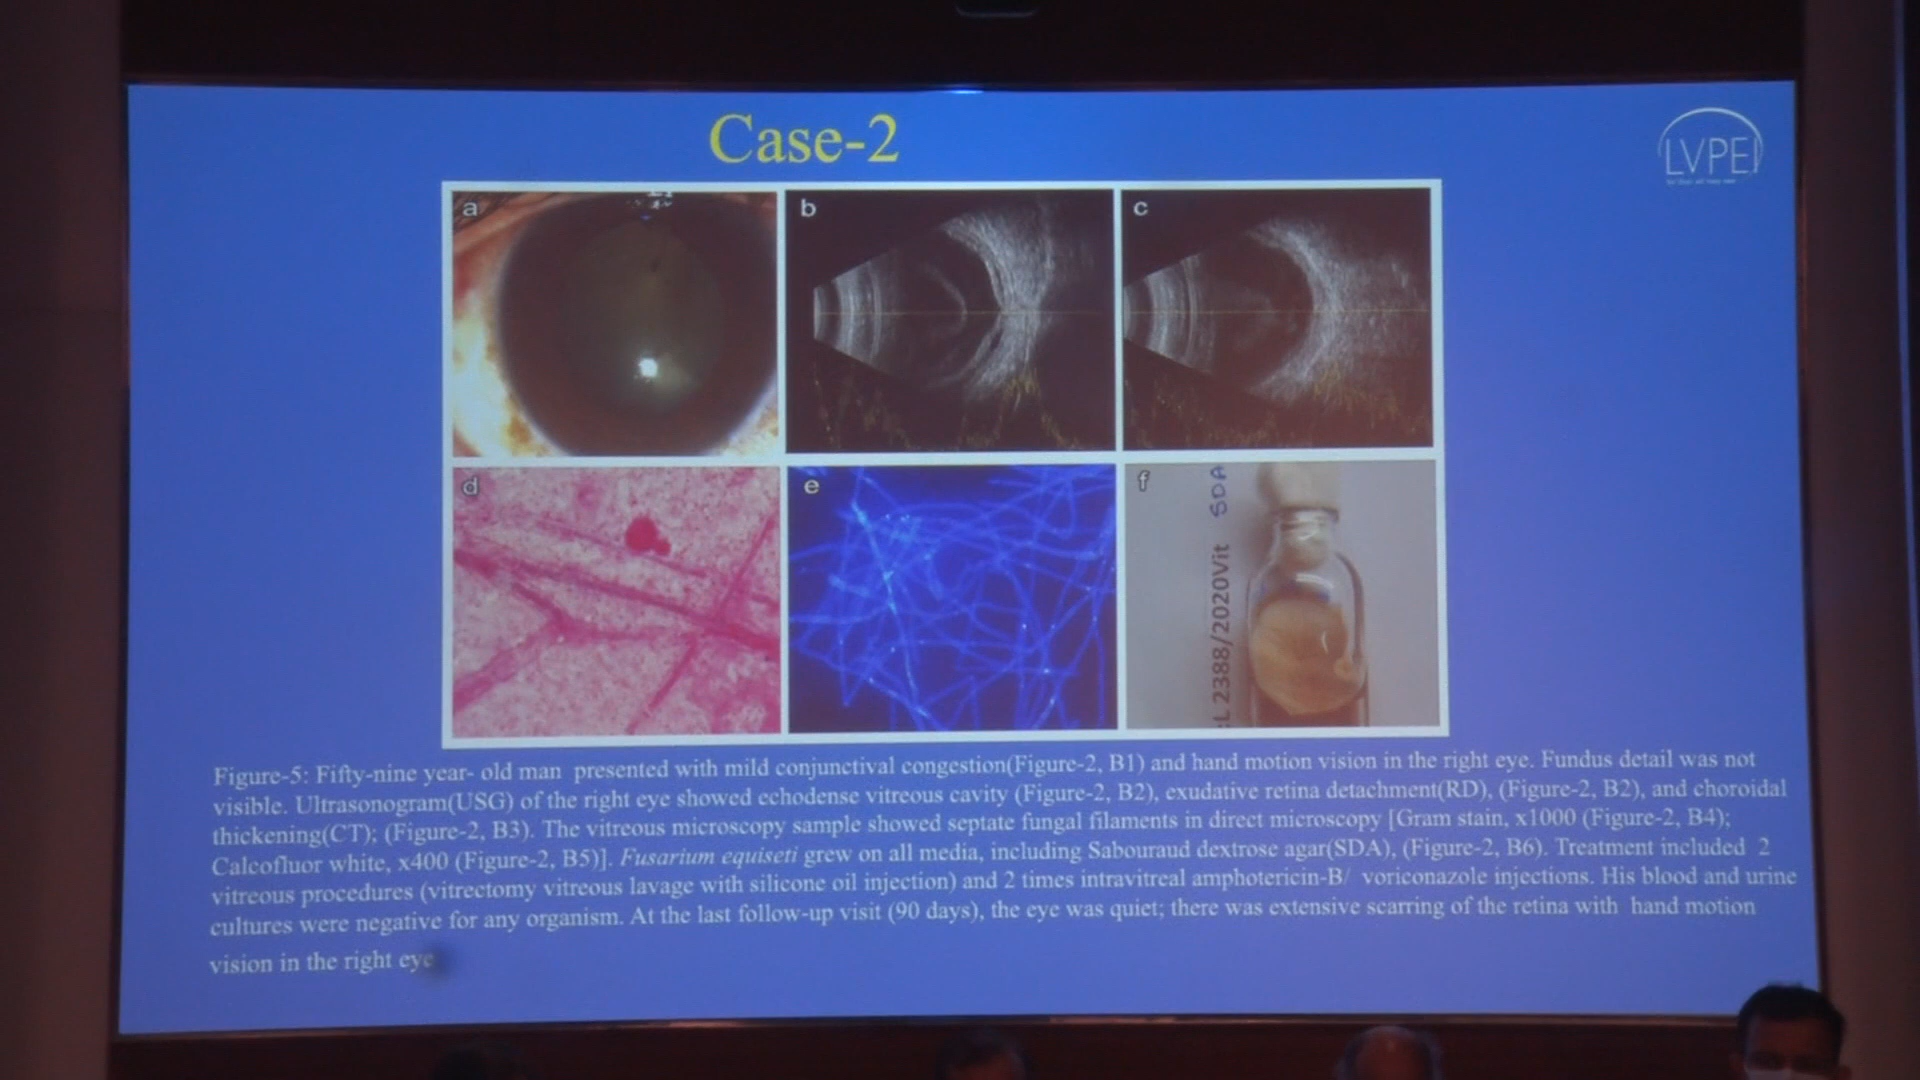 Case-2
LVPEI
a
b
c
d
e
f
SDA
2388/2020Vit
Figure-5: Fifty-nine year- old man presented with mild conjunctival congestion(Figure-2, B1) and hand motion vision in the right eye. Fundus detail was not
visible. Ultrasonogram(USG) of the right eye showed echodense vitreous cavity (Figure-2, B2), exudative retina detachment(RD), (Figure-2, B2), and choroidal
thickening(CT); (Figure-2, B3). The vitreous microscopy sample showed septate fungal filaments in direct microscopy [Gram stain, x1000 (Figure-2, B4);
Calcofluor white, x400 (Figure-2, B5)]. Fusarium equiseti grew on all media, including Sabouraud dextrose agar(SDA), (Figure-2, B6). Treatment included 2
vitreous procedures (vitrectomy vitreous lavage with silicone oil injection) and 2 times intravitreal amphotericin-B/ voriconazole injections. His blood and urine
cultures were negative for any organism. At the last follow-up visit (90 days), the eye was quiet; there was extensive scarring of the retina with hand motion
vision in the right eye